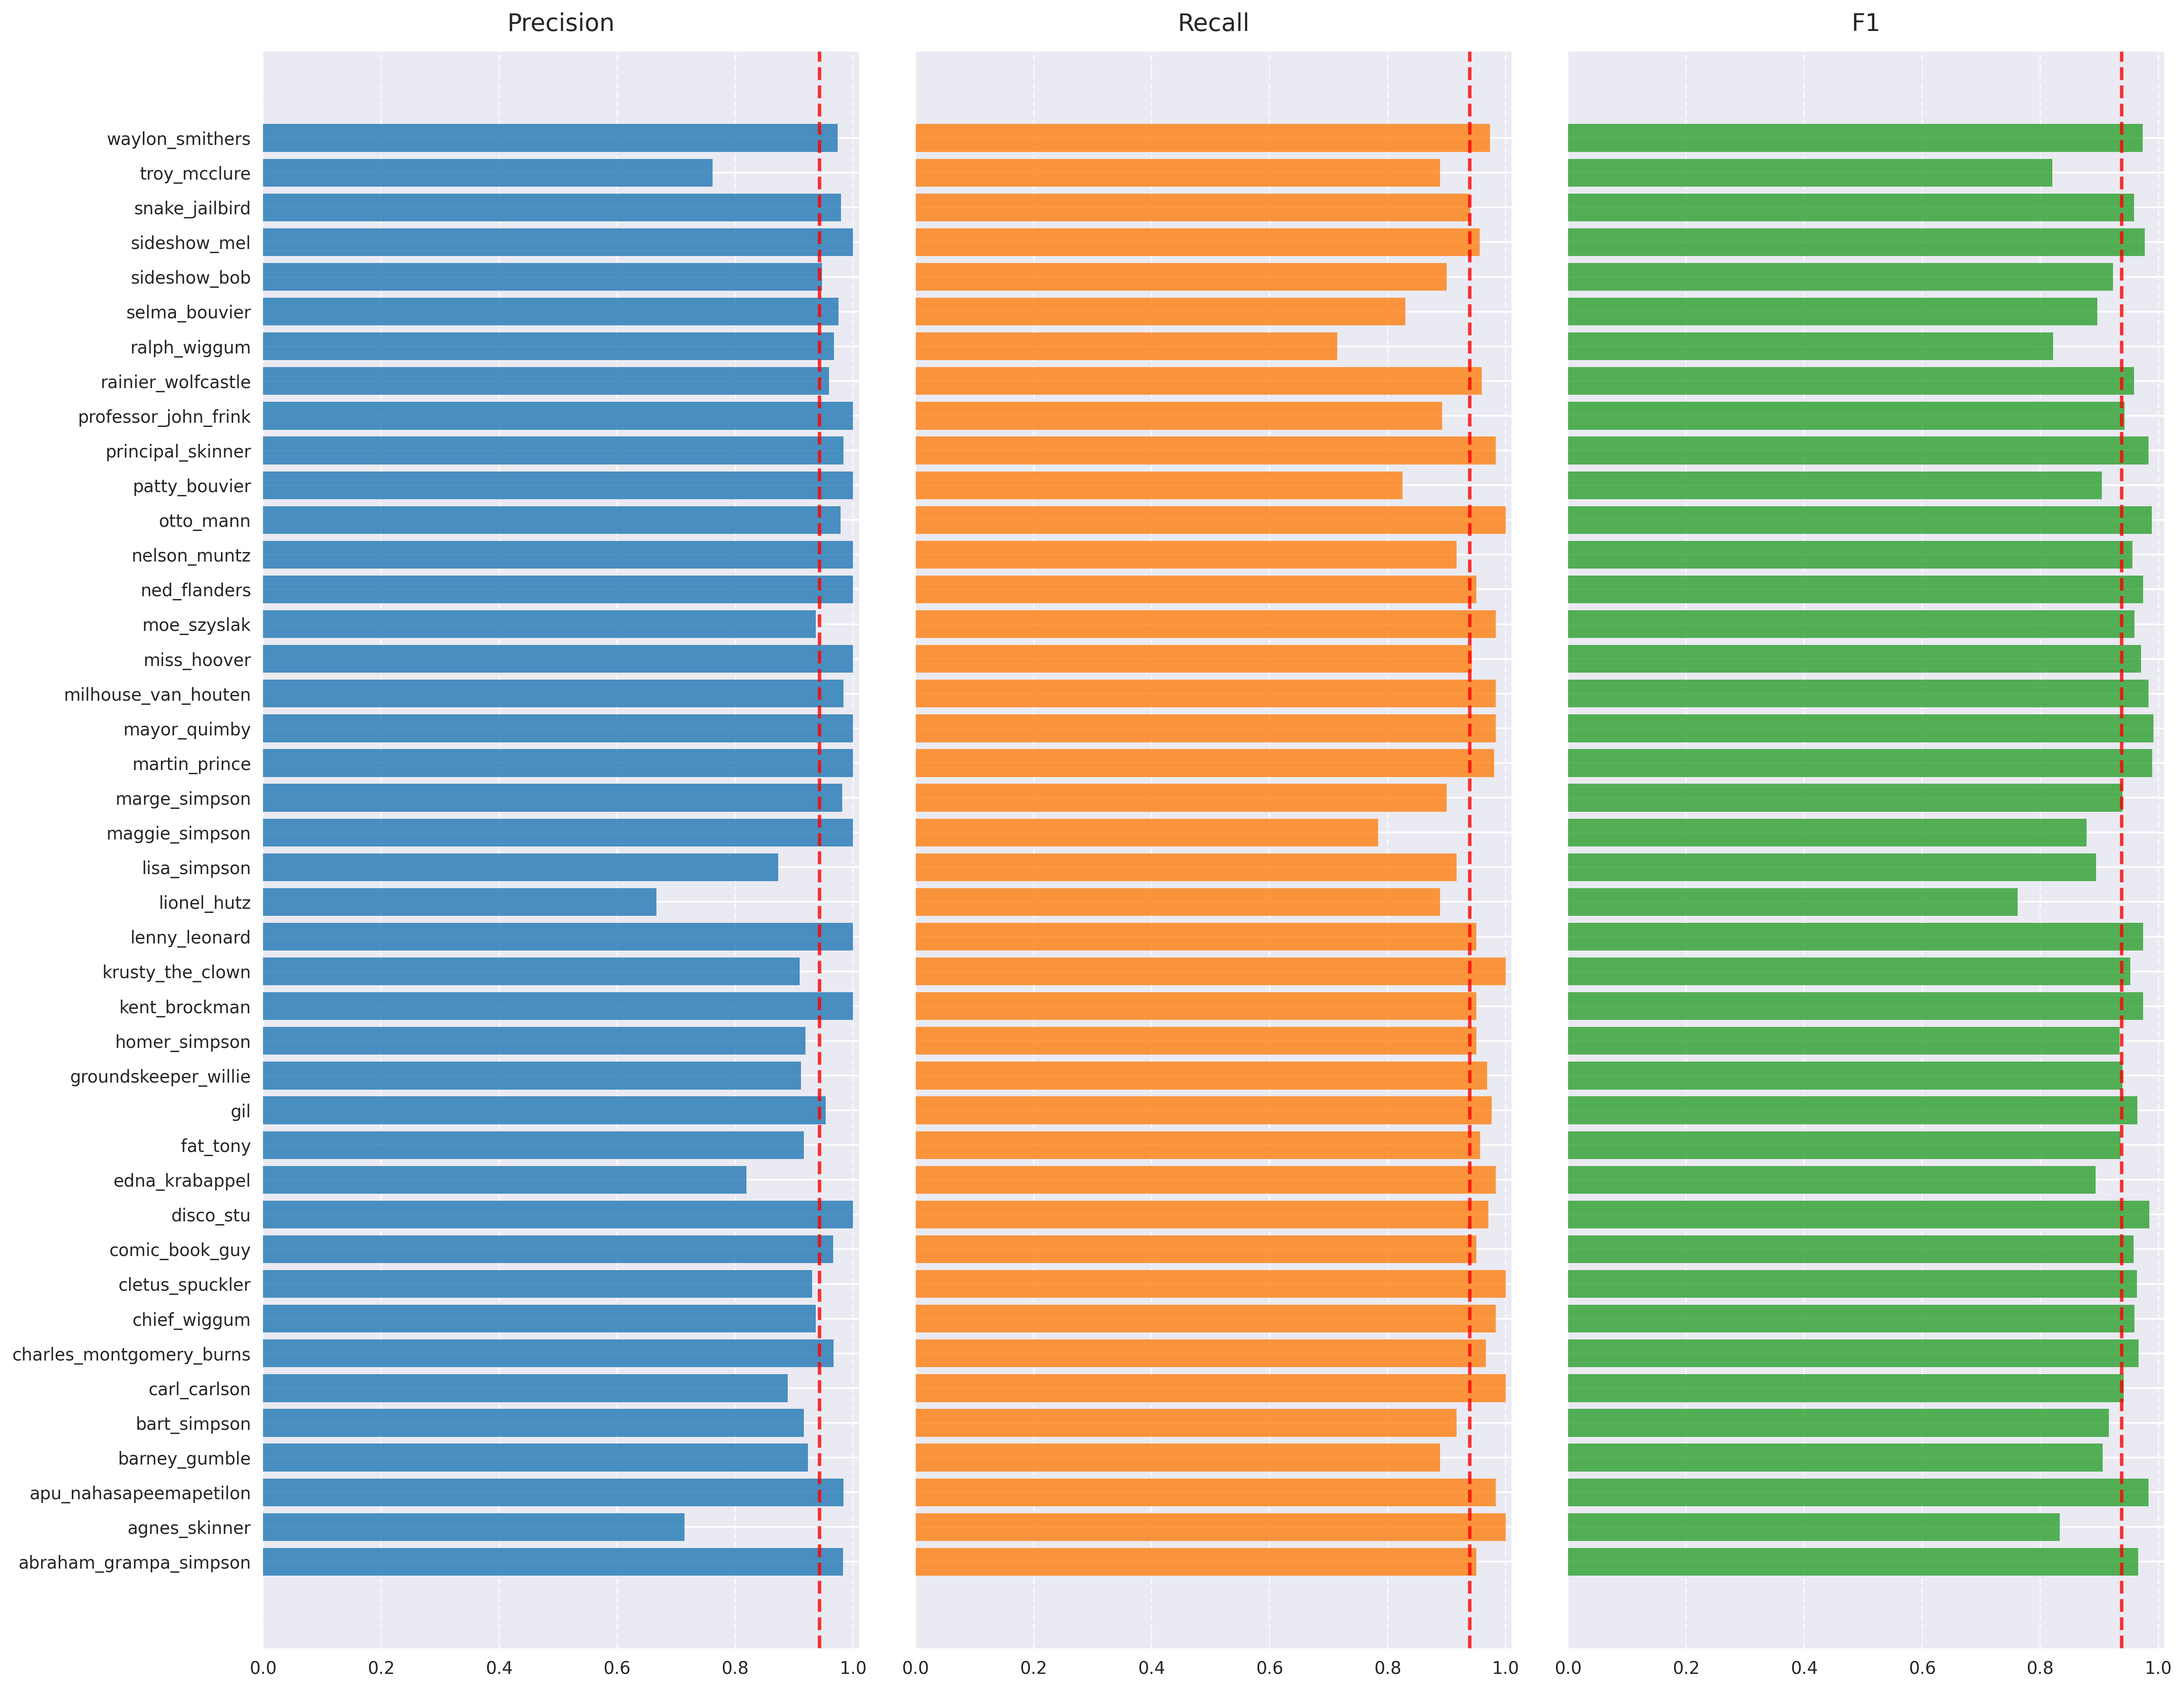 Precision Recall F1
waylon_smithers
troy_mcclure
snake_jailbird
sideshow_mel
sideshow_bob
selma_bouvier
ralph_wiggum
rainier_wolfcastle
professor_john_frink
principal_skinner
patty_bouvier
otto_mann
nelson_muntz
ned_flanders
moe_szyslak
miss_hoover
milhouse_van_houten
mayor_quimby
martin_prince
marge_simpson
maggie_simpson
lisa_simpson
lionel_hutz
lenny_leonard
krusty_the_clown
kent_brockman
homer_simpson
groundskeeper_willie
gil
fat_tony
edna_krabappel
disco_stu
comic_book_guy
cletus_spuckler
chief_wiggum
charles_montgomery_burns
carl_carlson
bart_simpson
barney_gumble
apu_nahasapeemapetilon
agnes_skinner
abraham_grampa_simpson
0.0 0.2 0.4 0.6 0.8 1.0 0.0 0.2 0.4 0.6 0.8 1.0 0.0 0.2 0.4 0.6 0.8 1.0